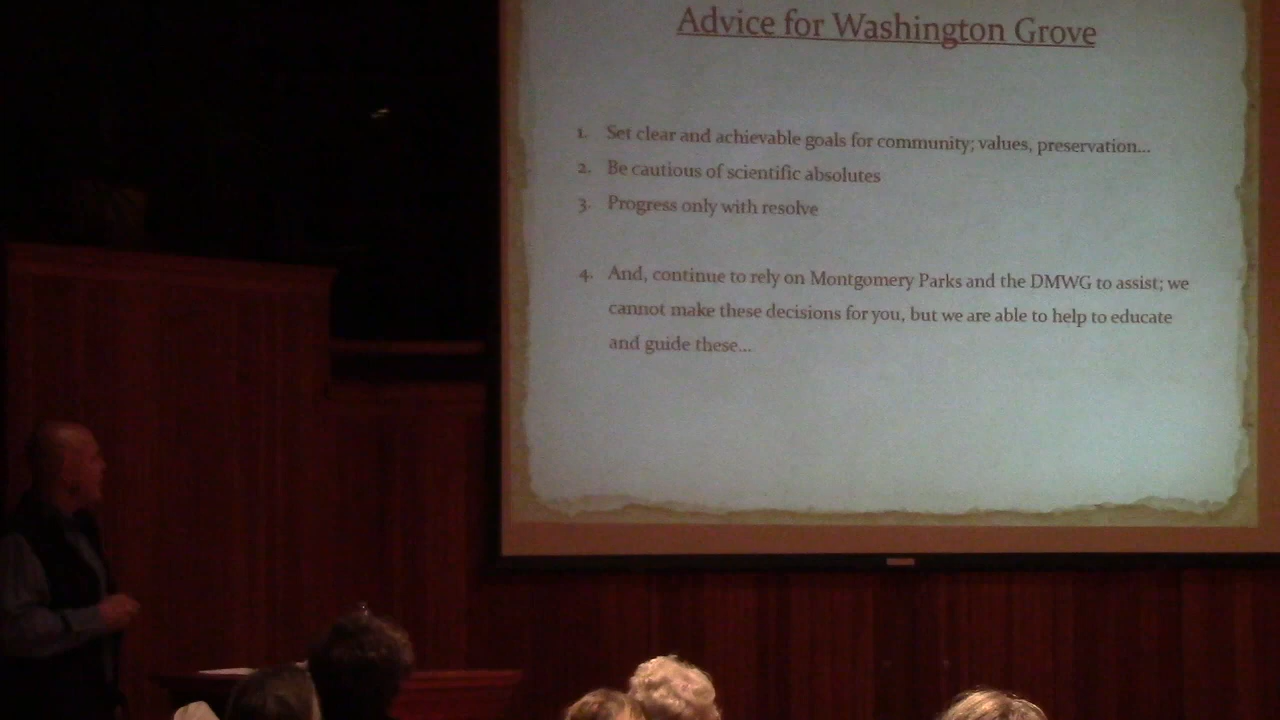 Advice for Washington Grove
1. Set clear and achievable goals for community; values, preservation...
2. Be cautious of scientific absolutes
3. Progress only with resolve
4. And, continue to rely on Montgomery Parks and the DMWG to assist; we
cannot make these decisions for you, but we are able to help to educate
and guide these...